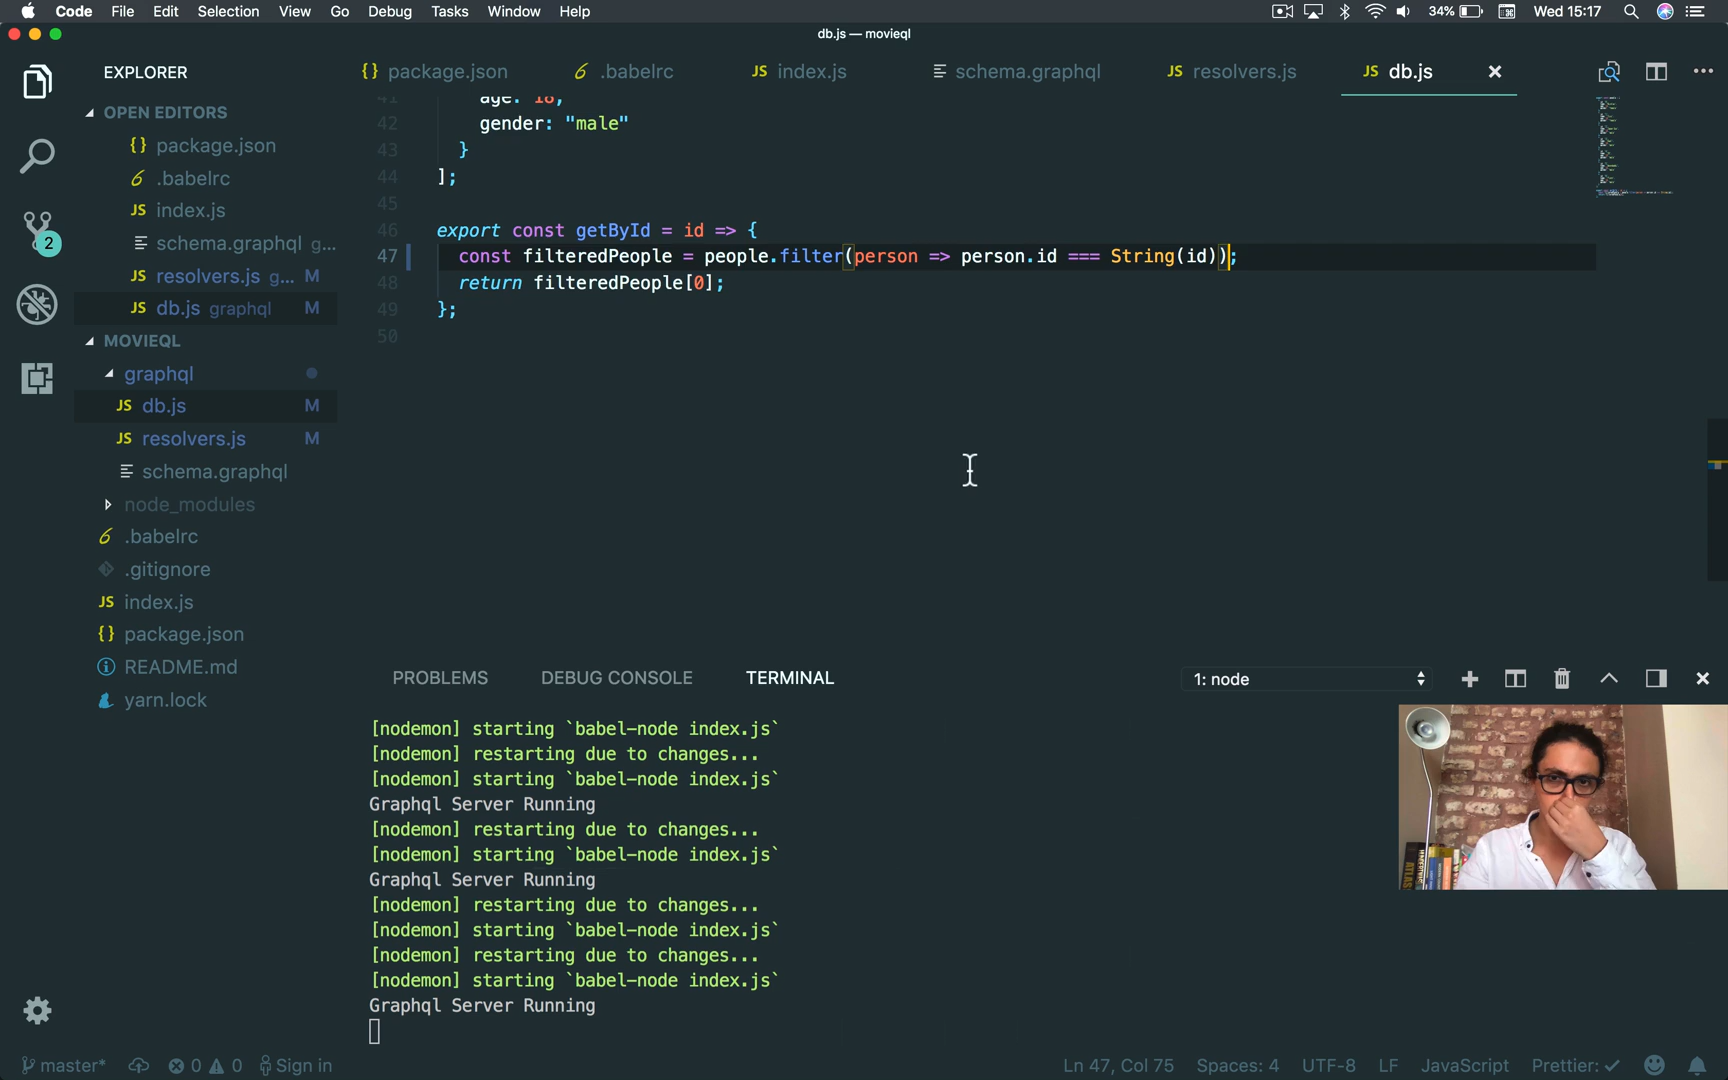 Code File Edit Selection View Go Debug Tasks Window Help
34% Wed 15:17
db.js — movieql
EXPLORER
OPEN EDITORS
{} package.json
.babelrc
JS index.js
schema.graphql g...
JS resolvers.js g... M
JS db.js graphql M
MOVIEQL
graphql
JS db.js M
JS resolvers.js M
schema.graphql
node_modules
.babelrc
.gitignore
JS index.js
{} package.json
README.md
yarn.lock
2
{} package.json
.babelrc
JS index.js
schema.graphql
JS resolvers.js
JS db.js
41 age: 18,
42 gender: "male"
43 }
44 ];
45
46 export const getById = id => {
47 const filteredPeople = people.filter(person => person.id === String(id));
48 return filteredPeople[0];
49 };
50
PROBLEMS DEBUG CONSOLE TERMINAL
1: node
[nodemon] starting `babel-node index.js`
[nodemon] restarting due to changes...
[nodemon] starting `babel-node index.js`
Graphql Server Running
[nodemon] restarting due to changes...
[nodemon] starting `babel-node index.js`
Graphql Server Running
[nodemon] restarting due to changes...
[nodemon] starting `babel-node index.js`
[nodemon] restarting due to changes...
[nodemon] starting `babel-node index.js`
Graphql Server Running
ATLAS
master* 0 0 Sign in
Ln 47, Col 75 Spaces: 4 UTF-8 LF JavaScript Prettier: ✓